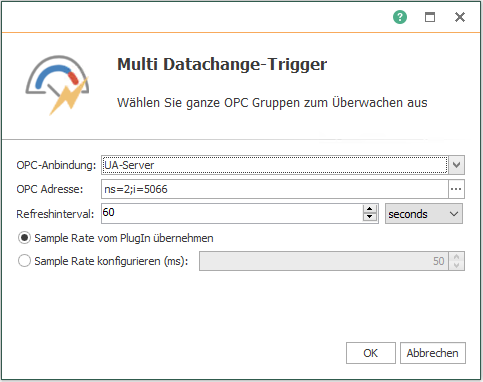 Multi Datachange-Trigger
Wählen Sie ganze OPC Gruppen zum Überwachen aus
OPC-Anbindung: UA-Server
OPC Adresse: ns=2;i=5066 ...
Refreshinterval: 60 seconds
Sample Rate vom PlugIn übernehmen
Sample Rate konfigurieren (ms): 50
OK Abbrechen